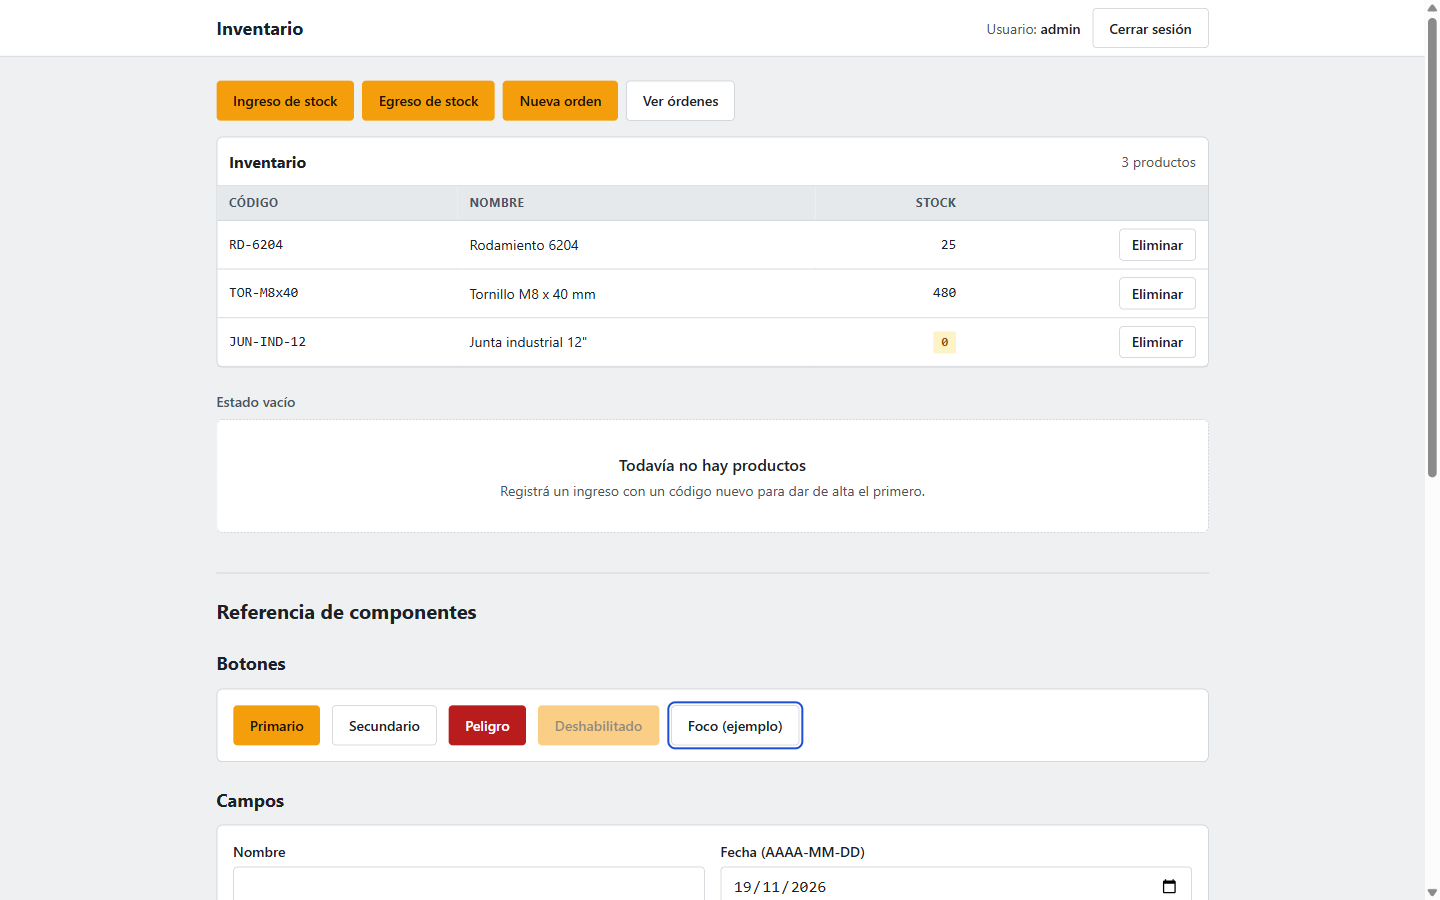 Inventario
Usuario: admin
Cerrar sesión
Ingreso de stock
Egreso de stock
Nueva orden
Ver órdenes
Inventario
3 productos
CÓDIGO NOMBRE STOCK
RD-6204 Rodamiento 6204 25 Eliminar
TOR-M8x40 Tornillo M8 x 40 mm 480 Eliminar
JUN-IND-12 Junta industrial 12" 0 Eliminar
Estado vacío
Todavía no hay productos
Registrá un ingreso con un código nuevo para dar de alta el primero.
Referencia de componentes
Botones
Primario
Secundario
Peligro
Deshabilitado
Foco (ejemplo)
Campos
Nombre
Fecha (AAAA-MM-DD)
19/11/2026